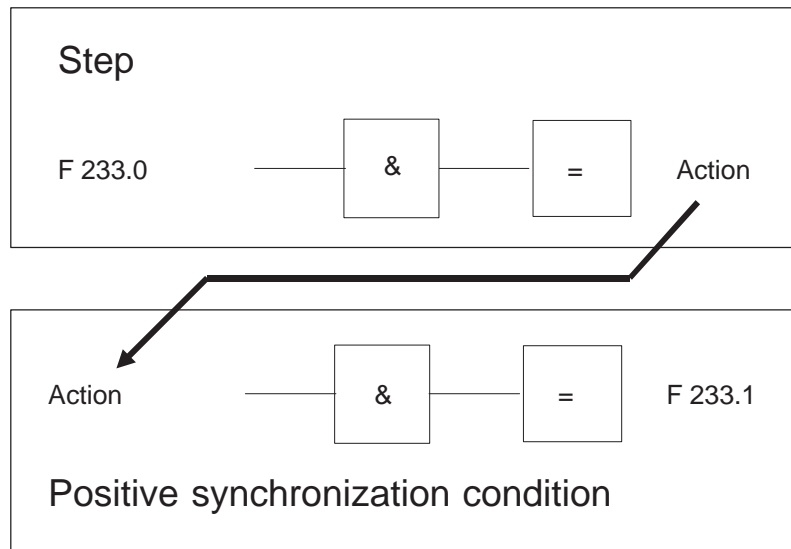 Step
F 233.0 & = Action
Action & = F 233.1
Positive synchronization condition